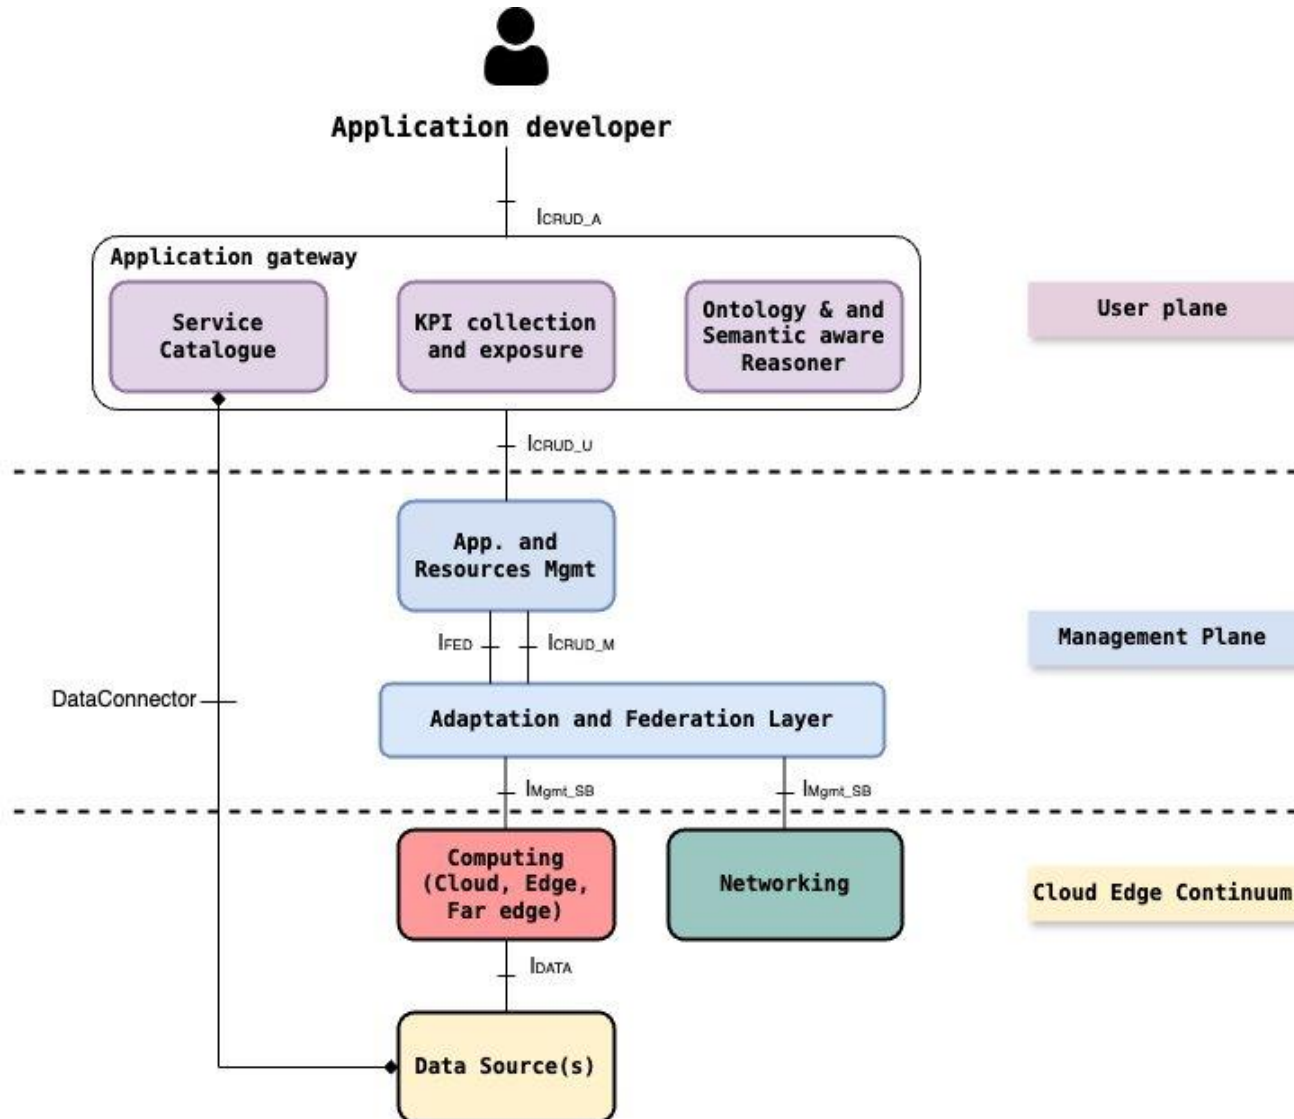 Application developer
ICRUD_A
Application gateway
Service
Catalogue
KPI collection
and exposure
Ontology & and
Semantic aware
Reasoner
User plane
ICRUD_U
App. and
Resources Mgmt
IFED
ICRUD_M
Management Plane
DataConnector
Adaptation and Federation Layer
IMgmt_SB
IMgmt_SB
Computing
(Cloud, Edge,
Far edge)
Networking
Cloud Edge Continuum
IDATA
Data Source(s)